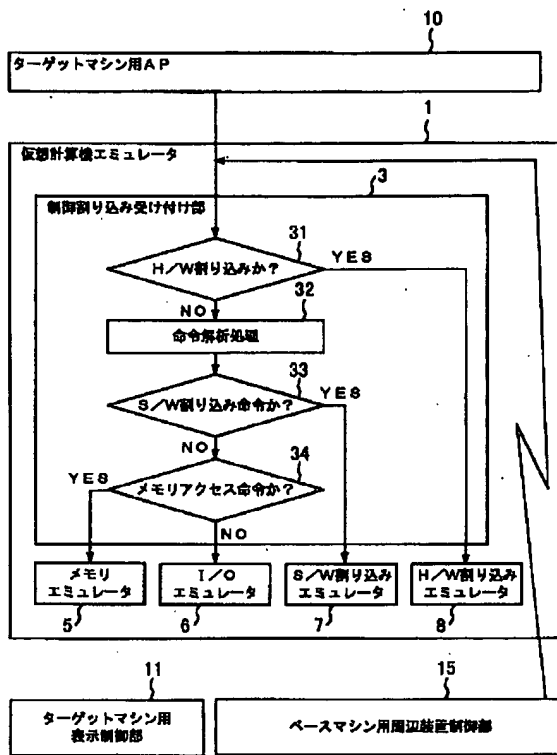 10
ターゲットマシン用AP
1
仮想計算機エミュレータ
3
制御割り込み受け付け部
31
H/W割り込みか?
YES
NO
32
命令解析処理
33
S/W割り込み命令か?
YES
NO
34
メモリアクセス命令か?
YES
NO
メモリ
エミュレータ
I/O
エミュレータ
S/W割り込み
エミュレータ
H/W割り込み
エミュレータ
5
6
7
8
11
15
ターゲットマシン用
表示制御部
ベースマシン用周辺装置制御部